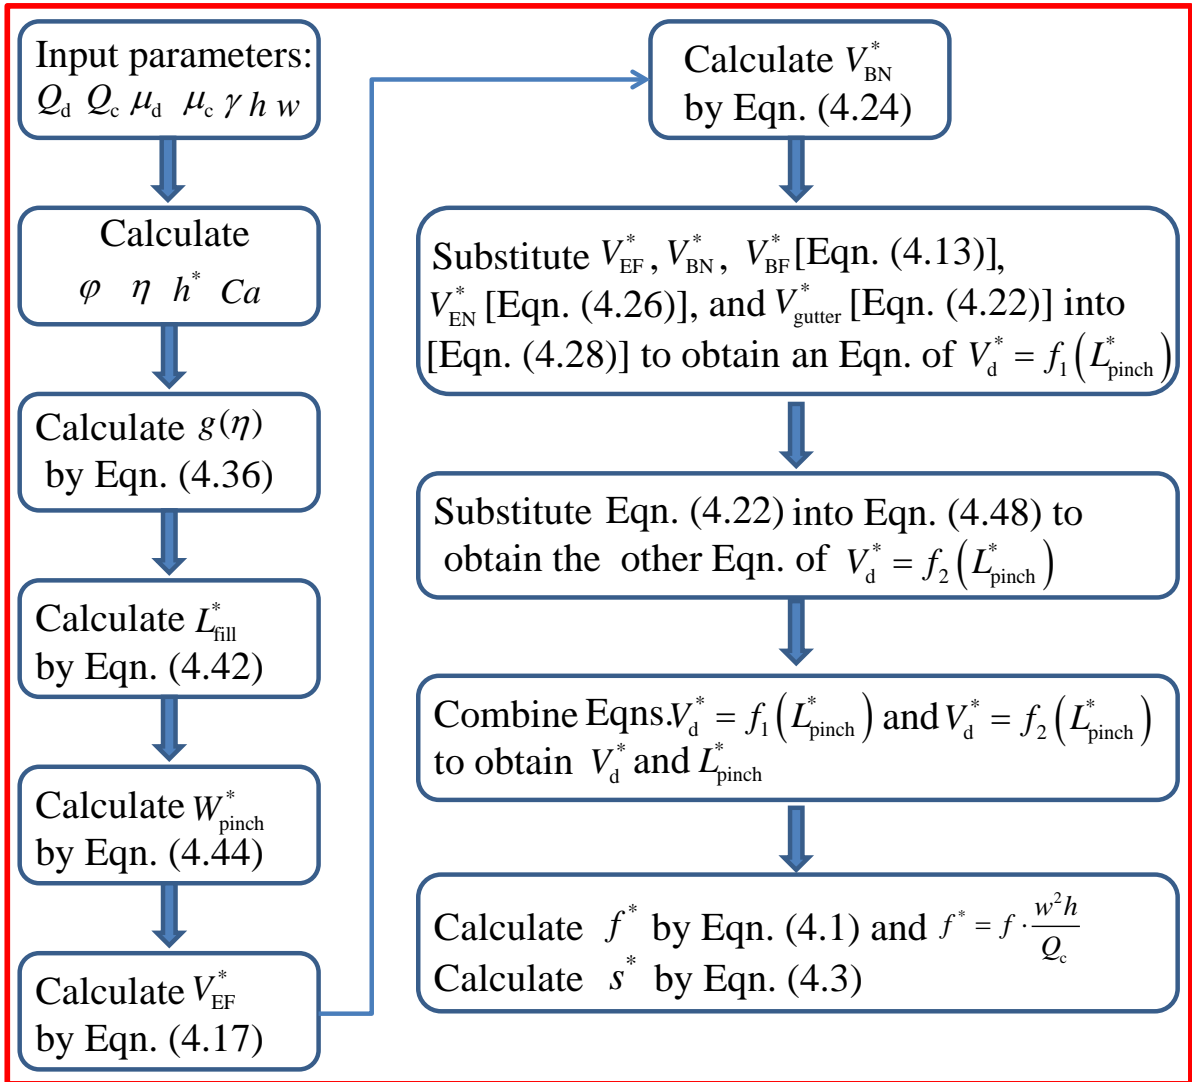 Input parameters:
Q_d Q_c μ_d μ_c γ h w
Calculate
φ η h^* Ca
Calculate g(η)
by Eqn. (4.36)
Calculate L^*_fill
by Eqn. (4.42)
Calculate W^*_pinch
by Eqn. (4.44)
Calculate V^*_EF
by Eqn. (4.17)
Calculate V^*_BN
by Eqn. (4.24)
Substitute V^*_EF, V^*_BN, V^*_BF [Eqn. (4.13)],
V^*_EN [Eqn. (4.26)], and V^*_gutter [Eqn. (4.22)] into
[Eqn. (4.28)] to obtain an Eqn. of V^*_d = f_1(L^*_pinch)
Substitute Eqn. (4.22) into Eqn. (4.48) to
obtain the other Eqn. of V^*_d = f_2(L^*_pinch)
Combine Eqns. V^*_d = f_1(L^*_pinch) and V^*_d = f_2(L^*_pinch)
to obtain V^*_d and L^*_pinch
Calculate f^* by Eqn. (4.1) and f^* = f · w^2h/Q_c
Calculate s^* by Eqn. (4.3)